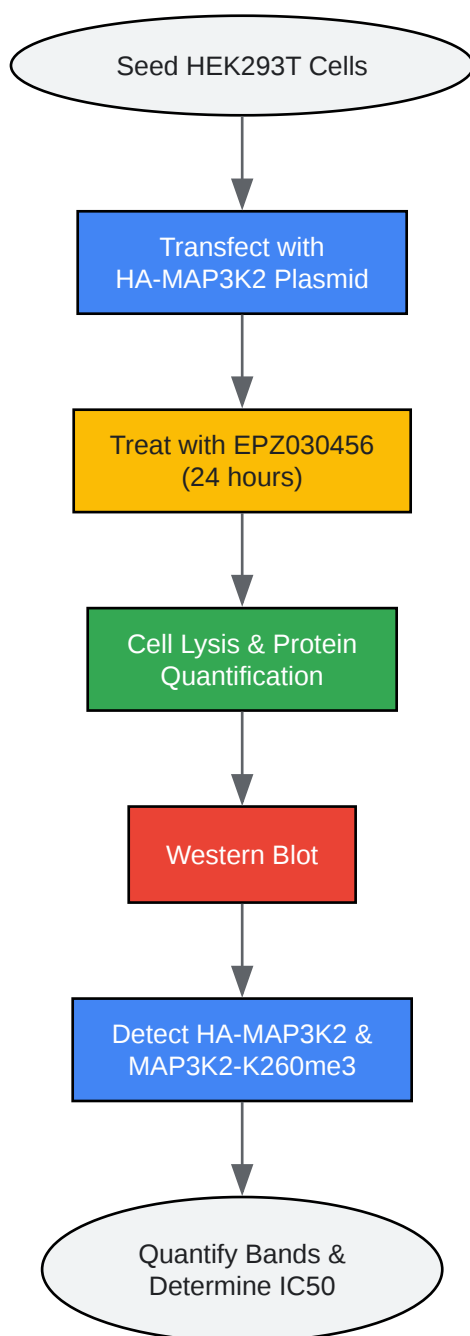 Seed HEK293T Cells
Transfect with
HA-MAP3K2 Plasmid
Treat with EPZ030456
(24 hours)
Cell Lysis & Protein
Quantification
Western Blot
Detect HA-MAP3K2 &
MAP3K2-K260me3
Quantify Bands &
Determine IC50